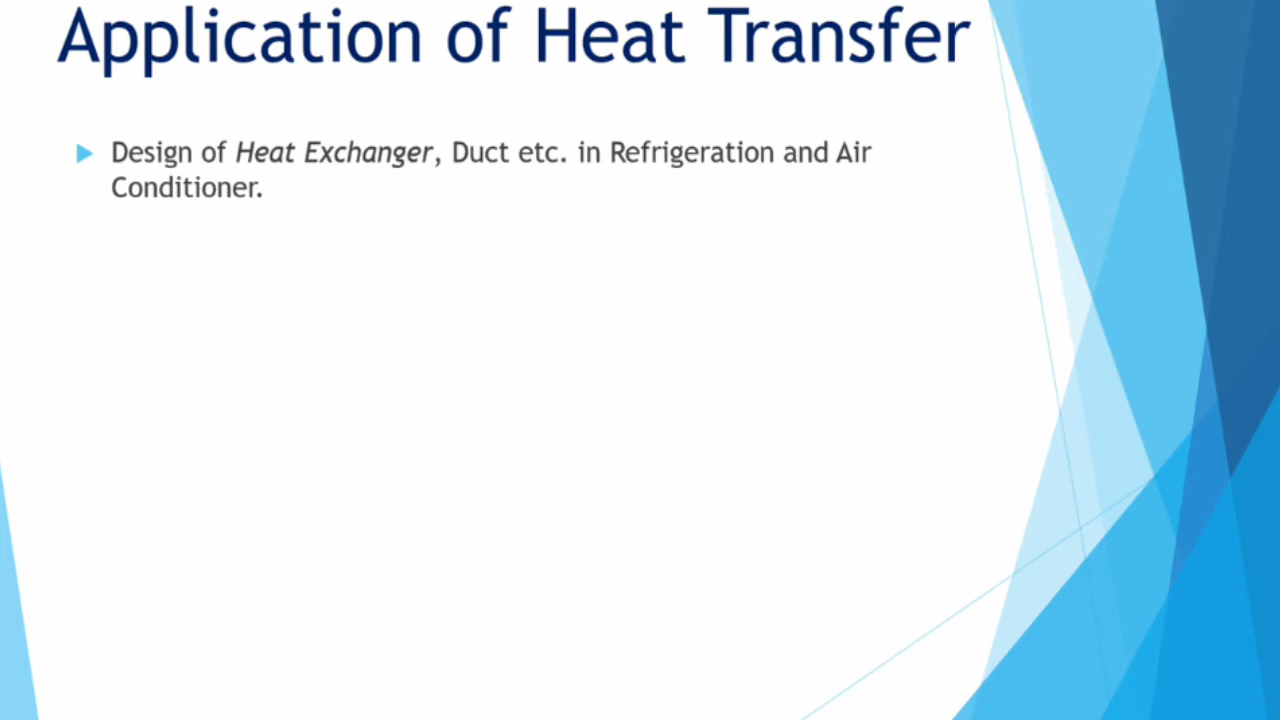 Application of Heat Transfer
Design of Heat Exchanger, Duct etc. in Refrigeration and Air
Conditioner.